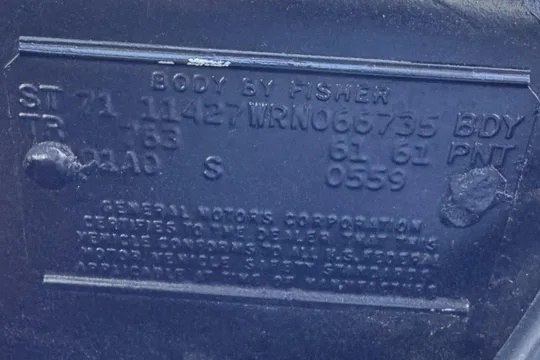 BODY BY FISHER
ST 71 11427 WRN066735 BDY
TR 763 61 61 PNT
21A0 S 0559
GENERAL MOTORS CORPORATION
CERTIFIES TO THE DEALER THAT THIS
VEHICLE CONFORMS TO ALL U.S. FEDERAL
MOTOR VEHICLE SAFETY STANDARDS
APPLICABLE AT TIME OF MANUFACTURE